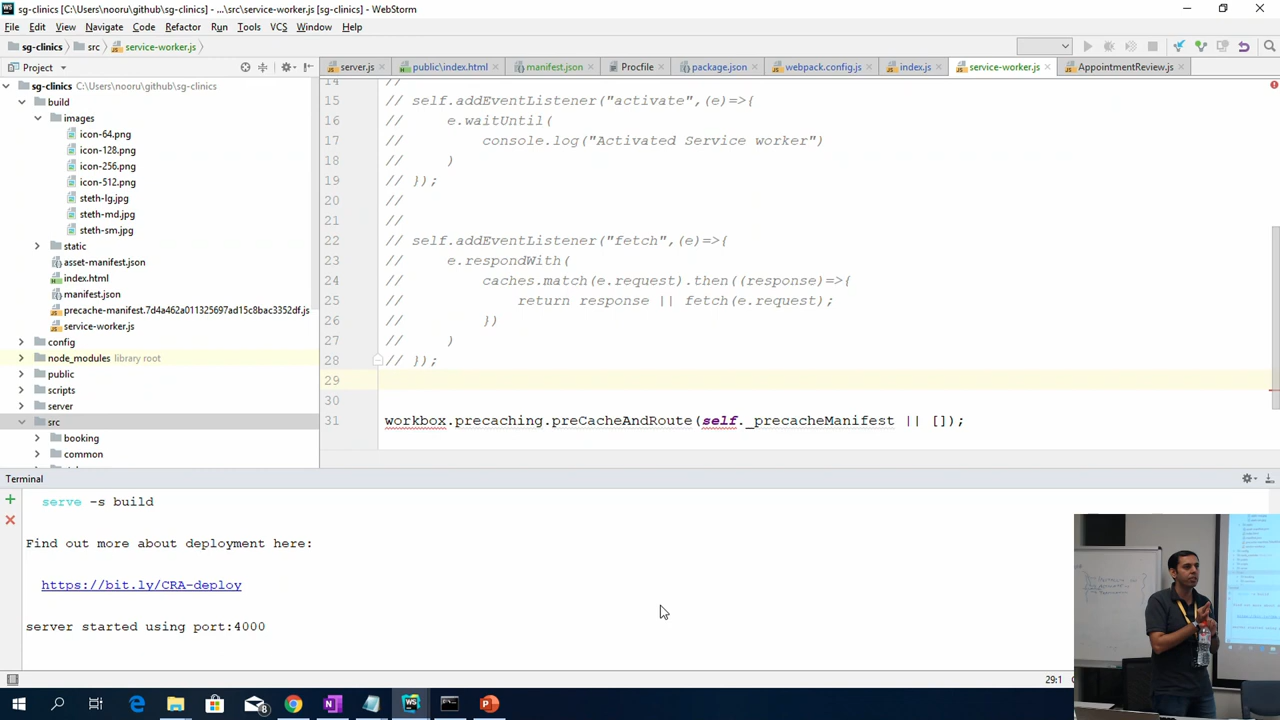 sg-clinics [C:\Users\nooru\github\sg-clinics] - ...\src\service-worker.js [sg-clinics] - WebStorm
File Edit View Navigate Code Refactor Run Tools VCS Window Help
sg-clinics src service-worker.js
Project
server.js public\index.html manifest.json Procfile package.json webpack.config.js index.js service-worker.js AppointmentReview.js
sg-clinics C:\Users\nooru\github\sg-clinics
build
images
icon-64.png
icon-128.png
icon-256.png
icon-512.png
steth-lg.jpg
steth-md.jpg
steth-sm.jpg
static
asset-manifest.json
index.html
manifest.json
precache-manifest.7d4a462a011325697ad15c8bac3352df.js
service-worker.js
config
node_modules library root
public
scripts
server
src
booking
common
14 //
15 // self.addEventListener("activate",(e)=>{
16 // e.waitUntil(
17 // console.log("Activated Service worker")
18 // )
19 // });
20 //
21 //
22 // self.addEventListener("fetch",(e)=>{
23 // e.respondWith(
24 // caches.match(e.request).then((response)=>{
25 // return response || fetch(e.request);
26 // })
27 // )
28 // });
29
30
31 workbox.precaching.preCacheAndRoute(self._precacheManifest || []);
Terminal
serve -s build
Find out more about deployment here:
https://bit.ly/CRA-deploy
server started using port:4000
29:1